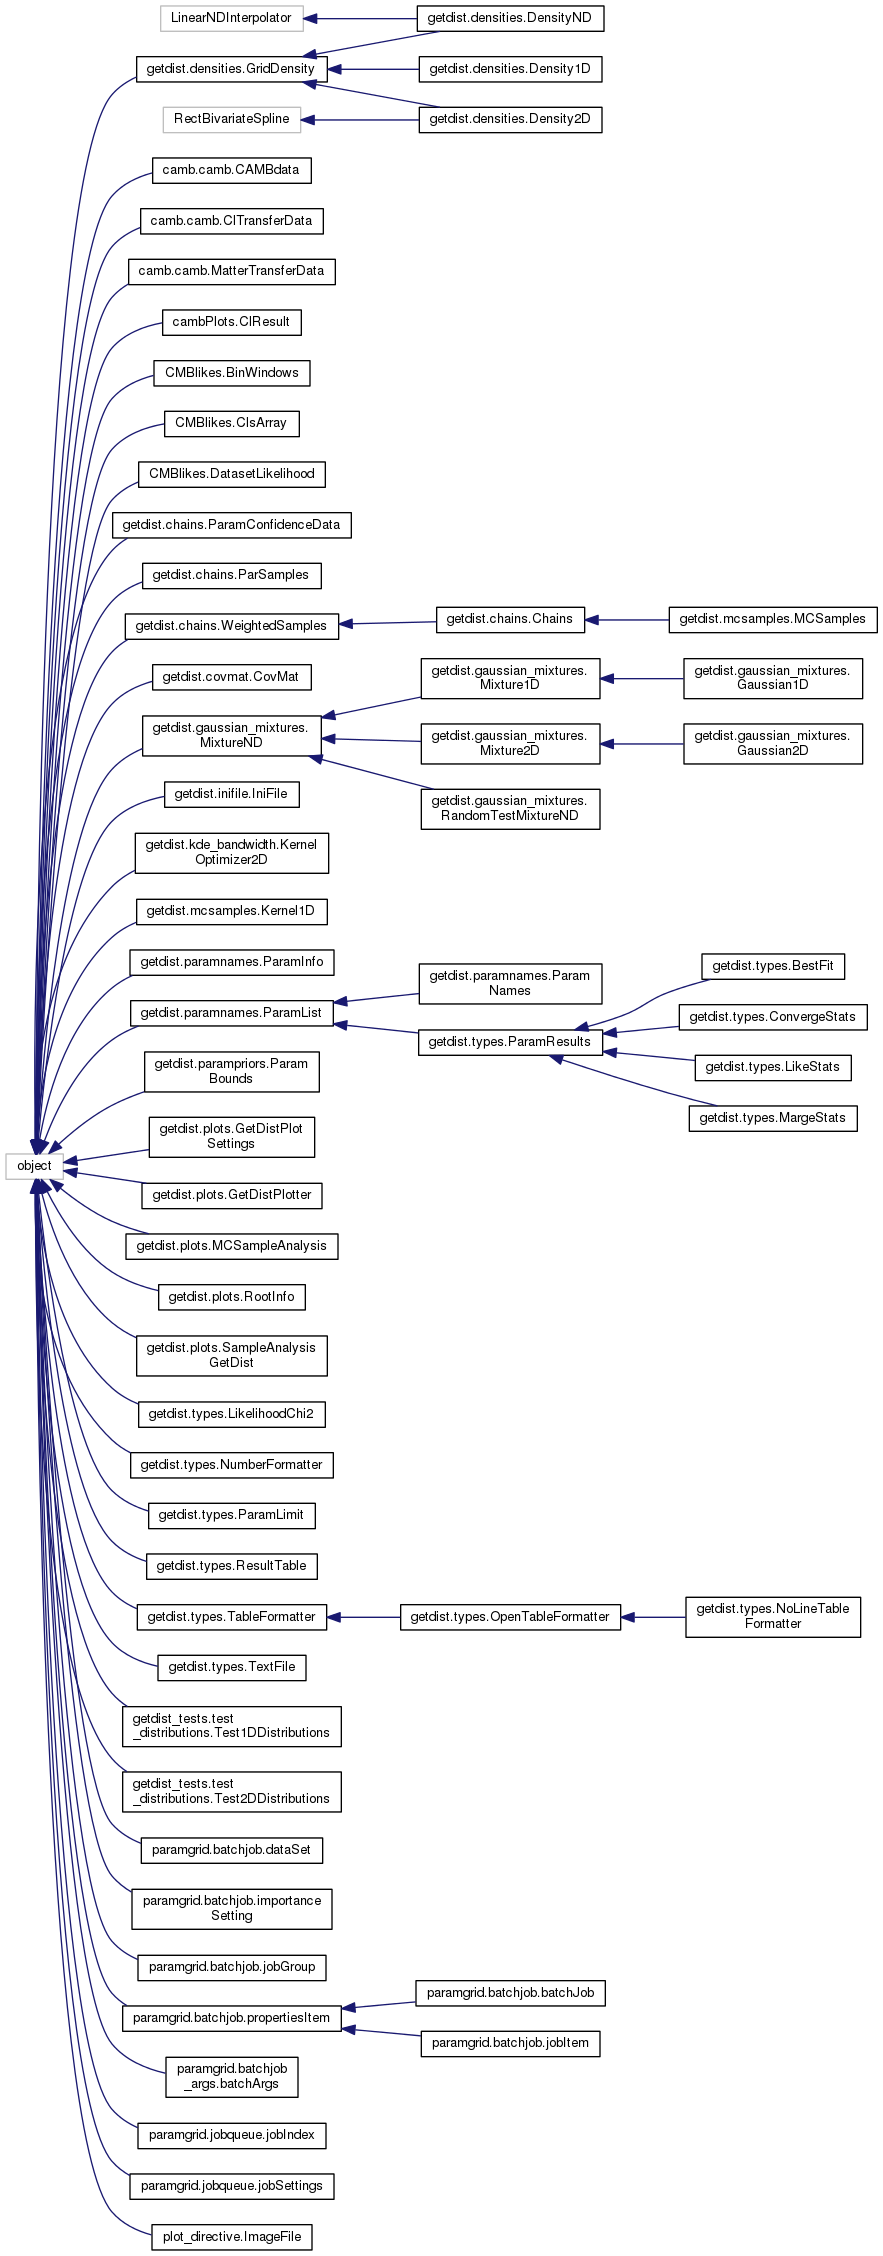 LinearNDInterpolator
getdist.densities.DensityND
getdist.densities.GridDensity
getdist.densities.Density1D
RectBivariateSpline
getdist.densities.Density2D
camb.camb.CAMBdata
camb.camb.ClTransferData
camb.camb.MatterTransferData
cambPlots.ClResult
CMBlikes.BinWindows
CMBlikes.ClsArray
CMBlikes.DatasetLikelihood
getdist.chains.ParamConfidenceData
getdist.chains.ParSamples
getdist.chains.WeightedSamples
getdist.chains.Chains
getdist.mcsamples.MCSamples
getdist.covmat.CovMat
getdist.gaussian_mixtures.
Mixture1D
getdist.gaussian_mixtures.
Gaussian1D
getdist.gaussian_mixtures.
MixtureND
getdist.gaussian_mixtures.
Mixture2D
getdist.gaussian_mixtures.
Gaussian2D
getdist.inifile.IniFile
getdist.gaussian_mixtures.
RandomTestMixtureND
getdist.kde_bandwidth.Kernel
Optimizer2D
getdist.mcsamples.Kernel1D
getdist.paramnames.ParamInfo
getdist.paramnames.ParamList
getdist.paramnames.Param
Names
getdist.types.ParamResults
getdist.types.BestFit
getdist.types.ConvergeStats
getdist.types.LikeStats
getdist.types.MargeStats
getdist.parampriors.Param
Bounds
getdist.plots.GetDistPlot
Settings
object
getdist.plots.GetDistPlotter
getdist.plots.MCSampleAnalysis
getdist.plots.RootInfo
getdist.plots.SampleAnalysis
GetDist
getdist.types.LikelihoodChi2
getdist.types.NumberFormatter
getdist.types.ParamLimit
getdist.types.ResultTable
getdist.types.TableFormatter
getdist.types.OpenTableFormatter
getdist.types.NoLineTable
Formatter
getdist.types.TextFile
getdist_tests.test
_distributions.Test1DDistributions
getdist_tests.test
_distributions.Test2DDistributions
paramgrid.batchjob.dataSet
paramgrid.batchjob.importance
Setting
paramgrid.batchjob.jobGroup
paramgrid.batchjob.propertiesItem
paramgrid.batchjob.batchJob
paramgrid.batchjob.jobItem
paramgrid.batchjob
_args.batchArgs
paramgrid.jobqueue.jobIndex
paramgrid.jobqueue.jobSettings
plot_directive.ImageFile